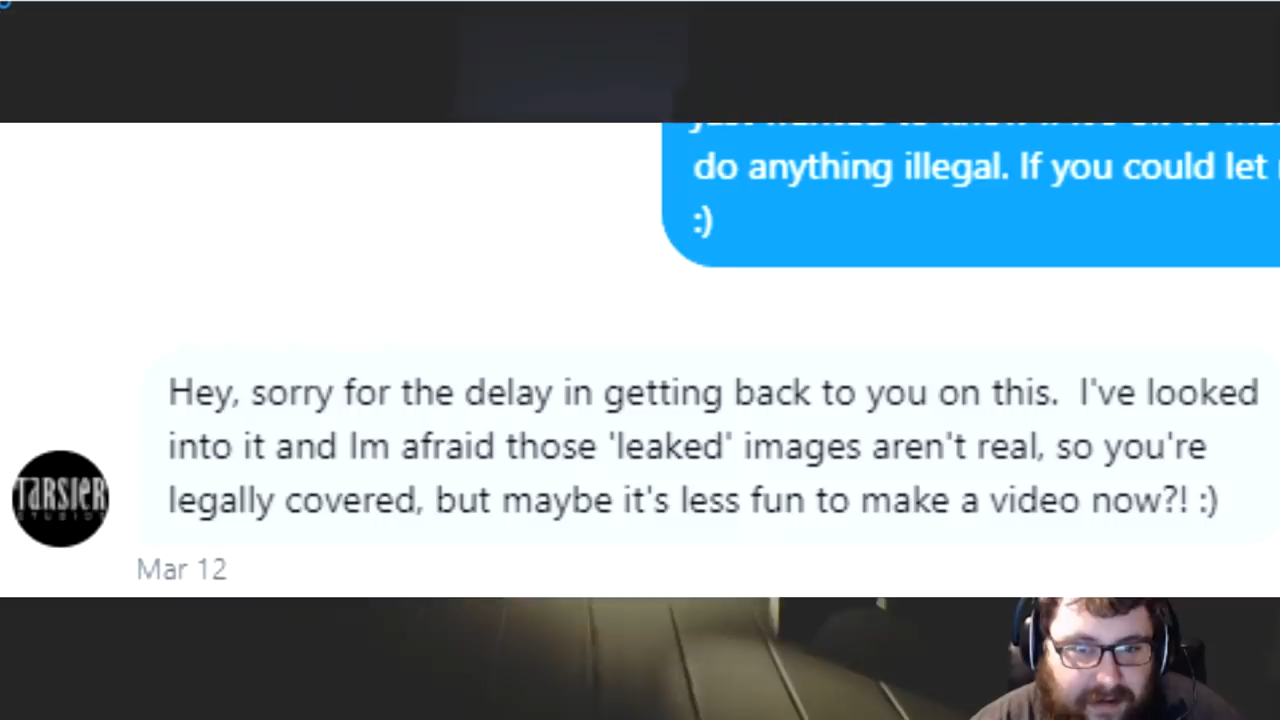 do anything illegal. If you could let
:)
Hey, sorry for the delay in getting back to you on this.  I've looked
into it and Im afraid those 'leaked' images aren't real, so you're
legally covered, but maybe it's less fun to make a video now?! :)
TARSIER
STUDIOS
Mar 12